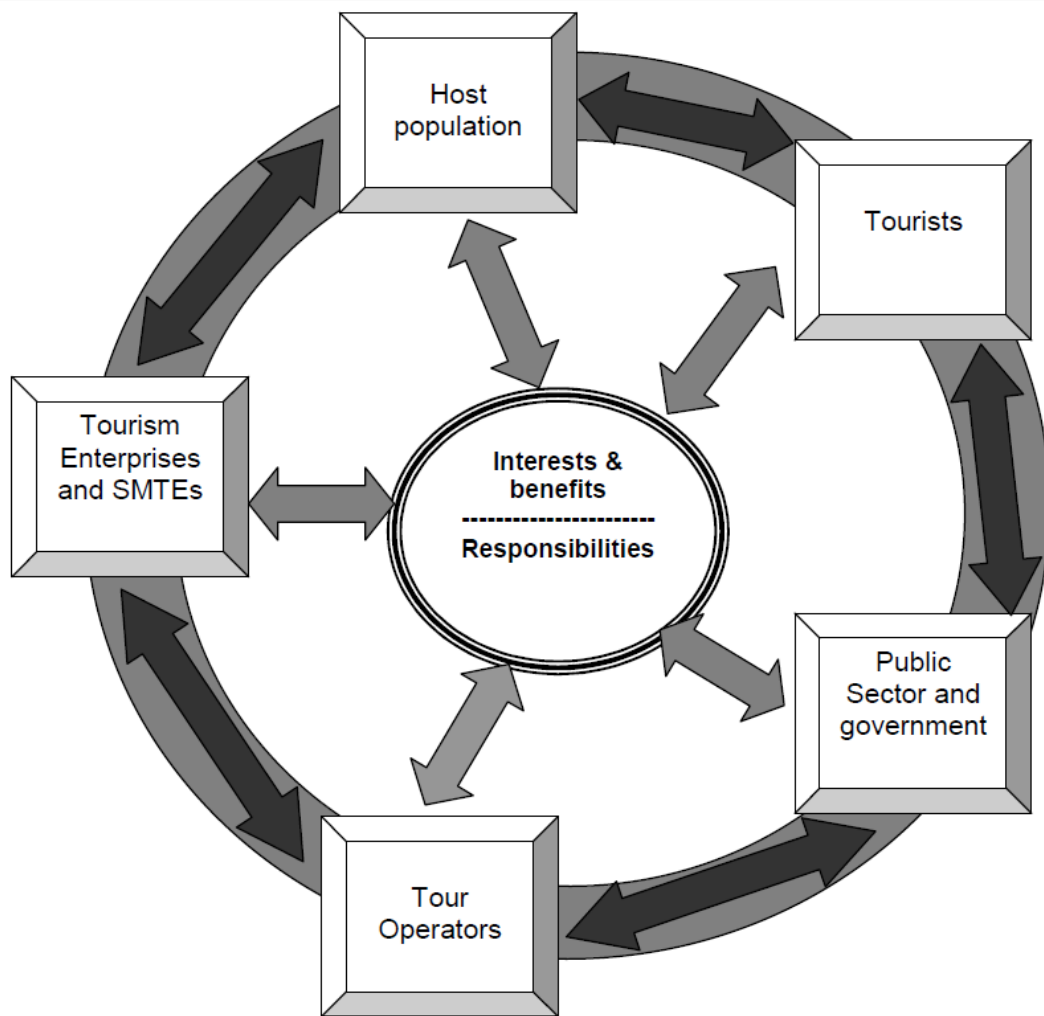 Host
population
Tourists
Tourism
Enterprises
and SMTEs
Interests &
benefits
-----------------------
Responsibilities
Public
Sector and
government
Tour
Operators